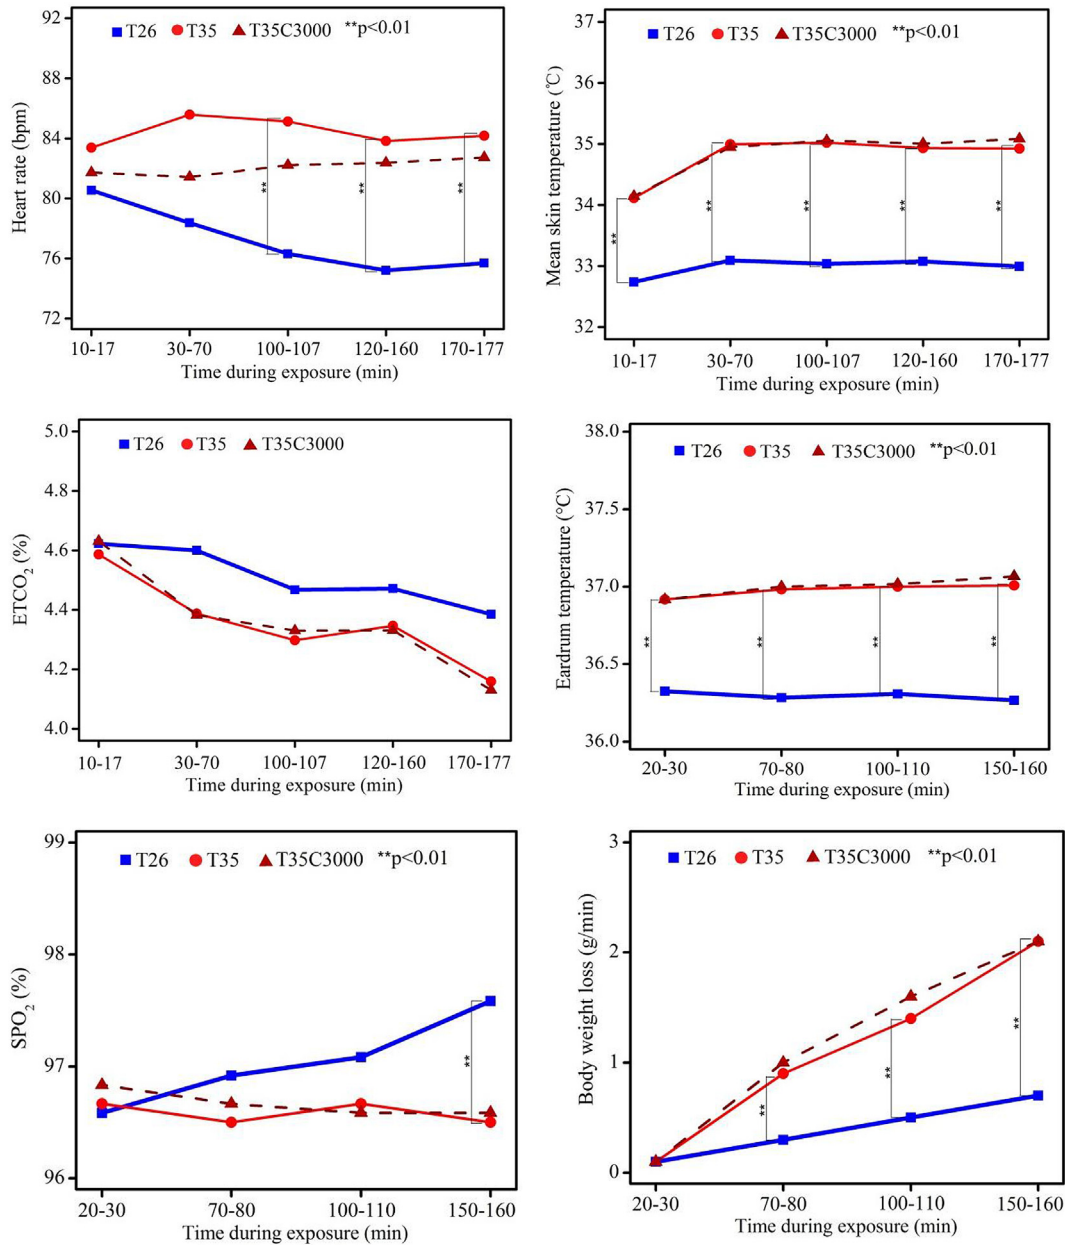 T26 T35 T35C3000 **p<0.01
92
88
84
80
76
72
Heart rate (bpm)
** ** **
10-17 30-70 100-107 120-160 170-177
Time during exposure (min)
T26 T35 T35C3000 **p<0.01
37
36
35
34
33
32
Mean skin temperature (℃)
** ** ** ** **
10-17 30-70 100-107 120-160 170-177
Time during exposure (min)
T26 T35 T35C3000
5.0
4.8
4.6
4.4
4.2
4.0
ETCO2 (%)
10-17 30-70 100-107 120-160 170-177
Time during exposure (min)
T26 T35 T35C3000 **p<0.01
38.0
37.5
37.0
36.5
36.0
Eardrum temperature (°C)
** ** ** **
20-30 70-80 100-110 150-160
Time during exposure (min)
T26 T35 T35C3000 **p<0.01
99
98
97
96
SPO2 (%)
**
20-30 70-80 100-110 150-160
Time during exposure (min)
T26 T35 T35C3000 **p<0.01
3
2
1
0
Body weight loss (g/min)
** ** **
20-30 70-80 100-110 150-160
Time during exposure (min)